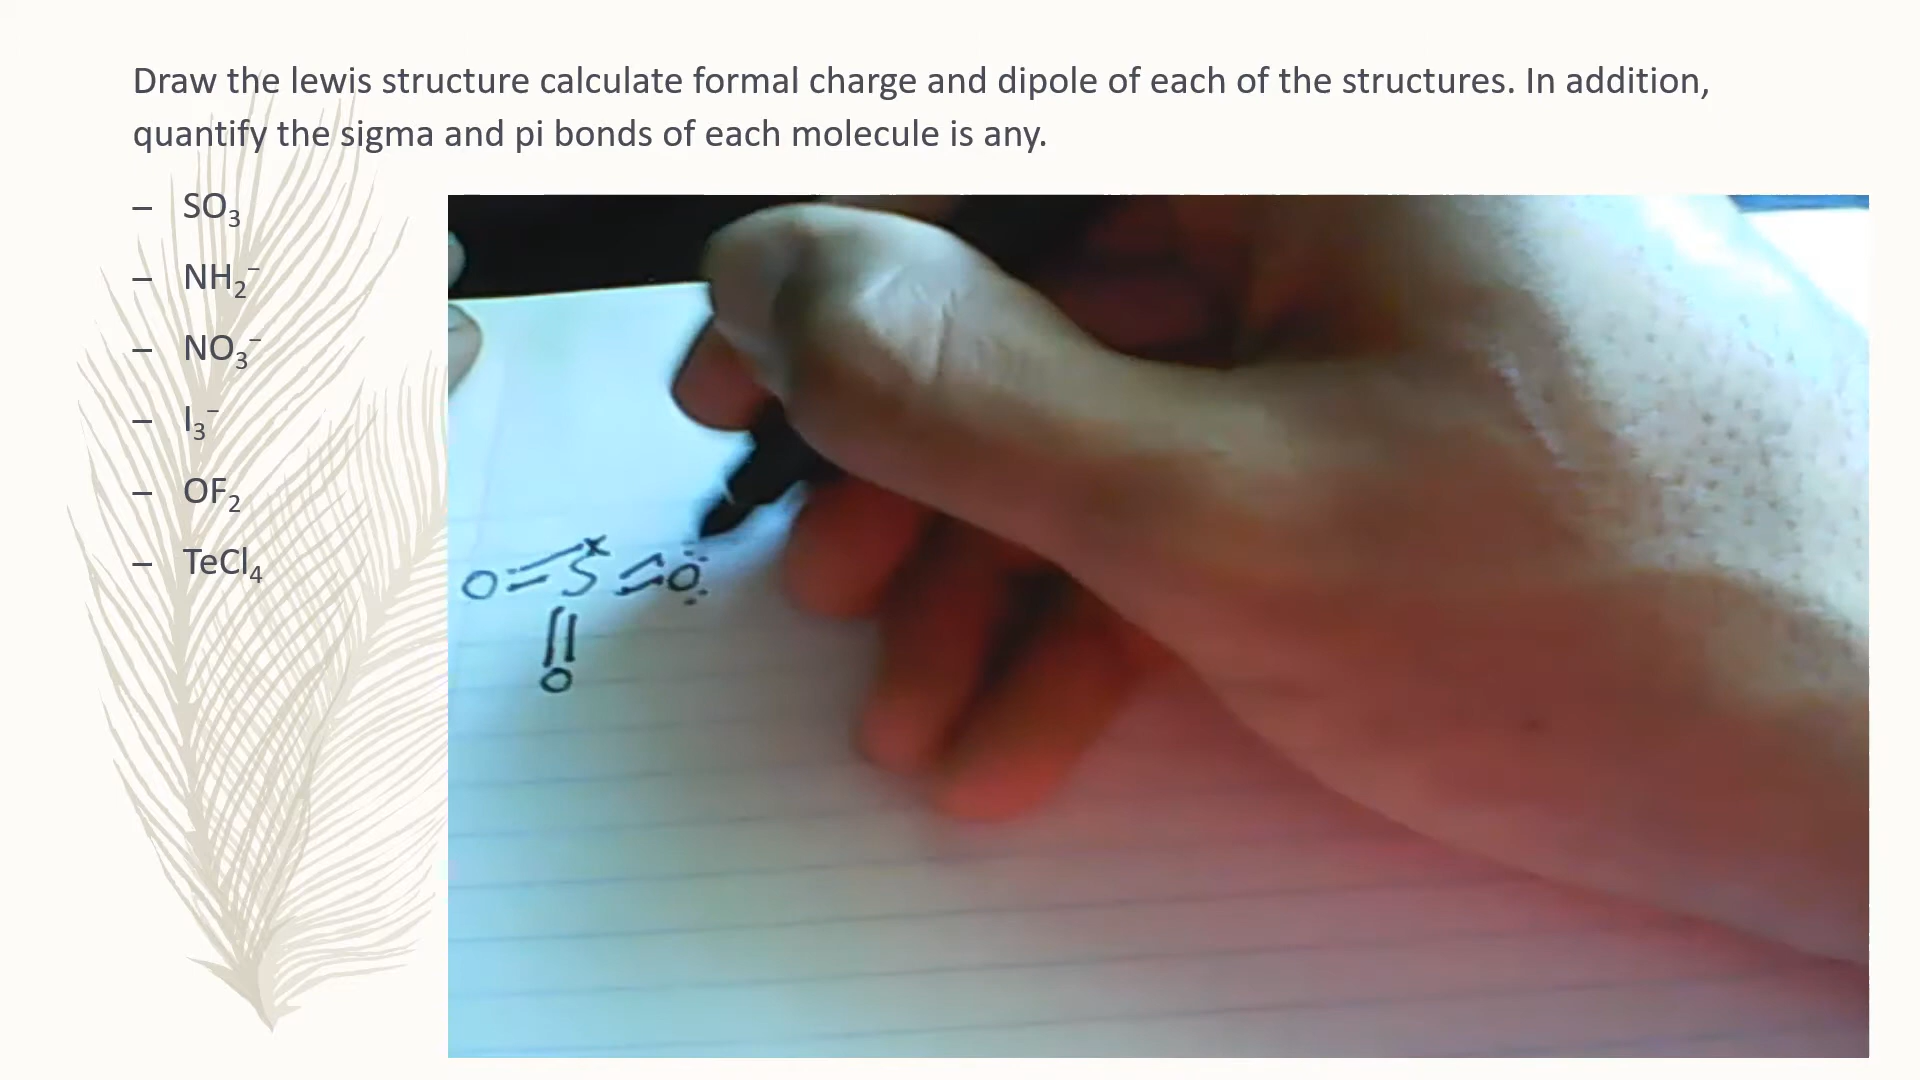 Draw the lewis structure calculate formal charge and dipole of each of the structures. In addition,
quantify the sigma and pi bonds of each molecule is any.
– SO₃
– NH₂⁻
– NO₃⁻
– I₃⁻
– OF₂
– TeCl₄
O=S=O
||
O